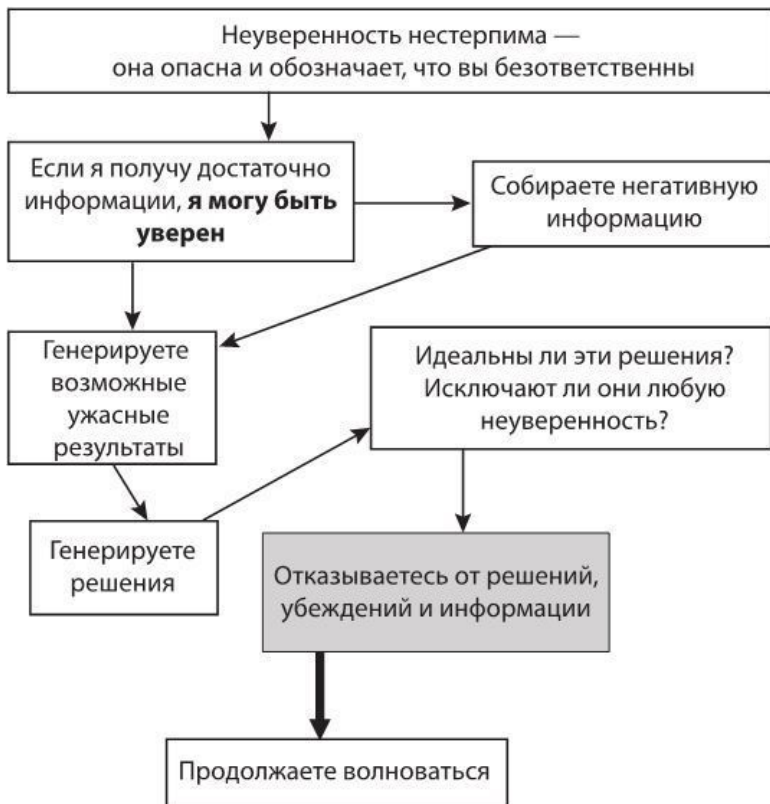 Неуверенность нестерпима —
она опасна и обозначает, что вы безответственны
Если я получу достаточно
информации, я могу быть
уверен
Собираете негативную
информацию
Генерируете
возможные
ужасные
результаты
Идеальны ли эти решения?
Исключают ли они любую
неуверенность?
Генерируете
решения
Отказываетесь от решений,
убеждений и информации
Продолжаете волноваться